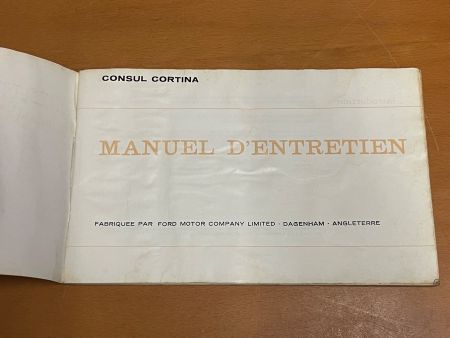 CONSUL CORTINA
MANUEL D'ENTRETIEN
FABRIQUEE PAR FORD MOTOR COMPANY LIMITED · DAGENHAM · ANGLETERRE